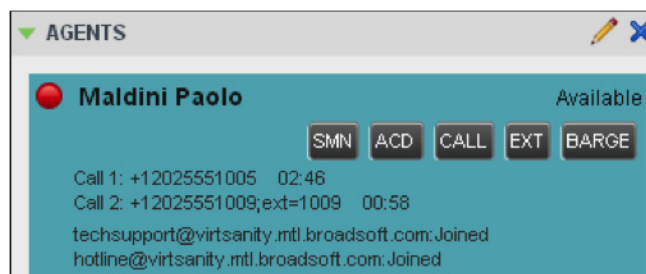 AGENTS
Maldini Paolo Available
SMN ACD CALL EXT BARGE
Call 1: +12025551005 02:46
Call 2: +12025551009;ext=1009 00:58
techsupport@virtsanity.mtl.broadsoft.com:Joined
hotline@virtsanity.mtl.broadsoft.com:Joined